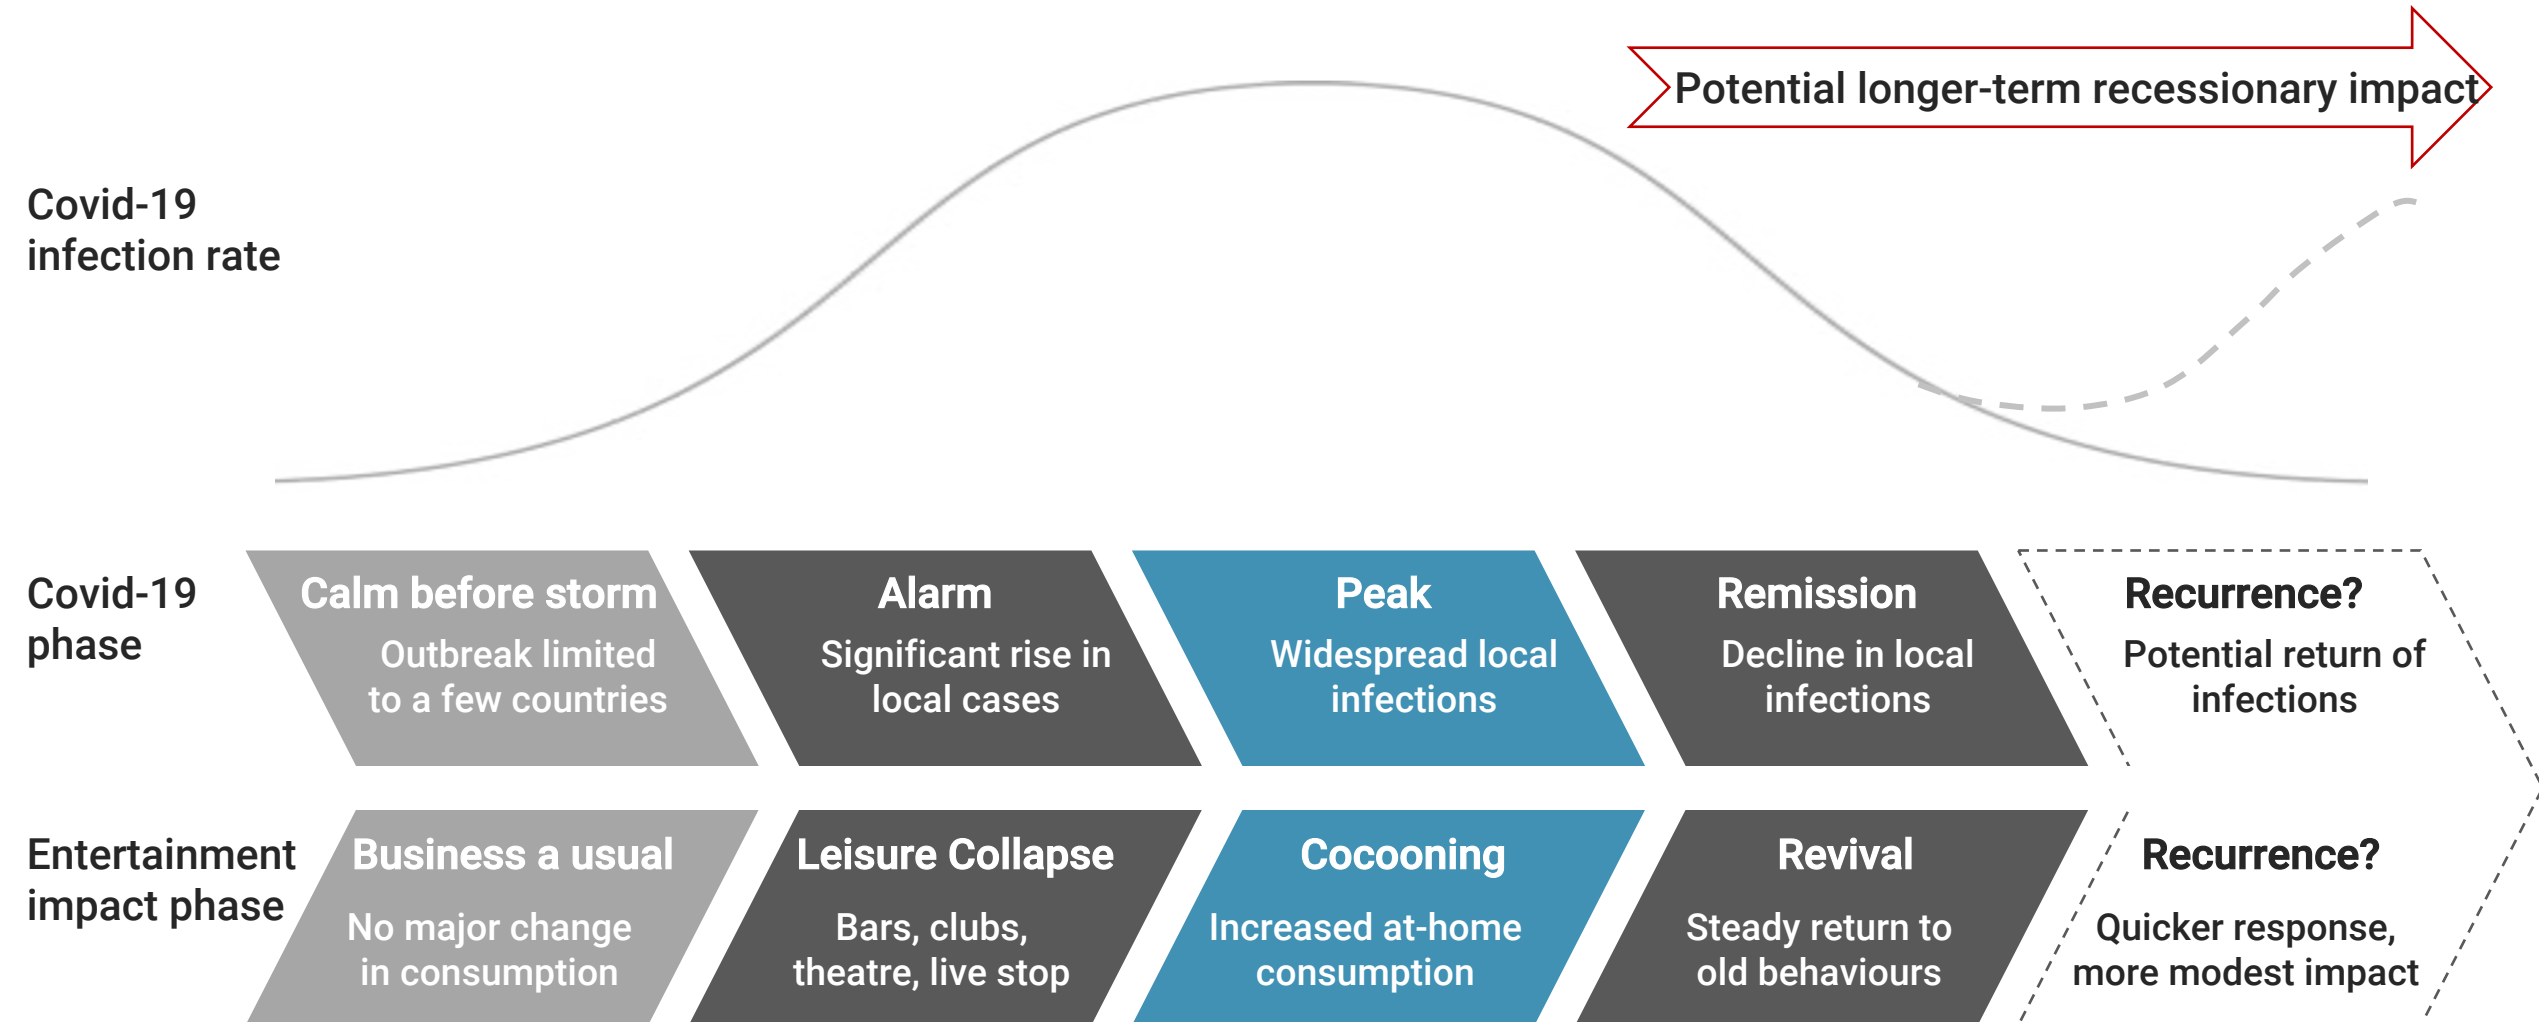 Potential longer-term recessionary impact
Covid-19
infection rate
Covid-19
phase
Calm before storm
Outbreak limited
to a few countries
Alarm
Significant rise in
local cases
Peak
Widespread local
infections
Remission
Decline in local
infections
Recurrence?
Potential return of
infections
Entertainment
impact phase
Business a usual
No major change
in consumption
Leisure Collapse
Bars, clubs,
theatre, live stop
Cocooning
Increased at-home
consumption
Revival
Steady return to
old behaviours
Recurrence?
Quicker response,
more modest impact